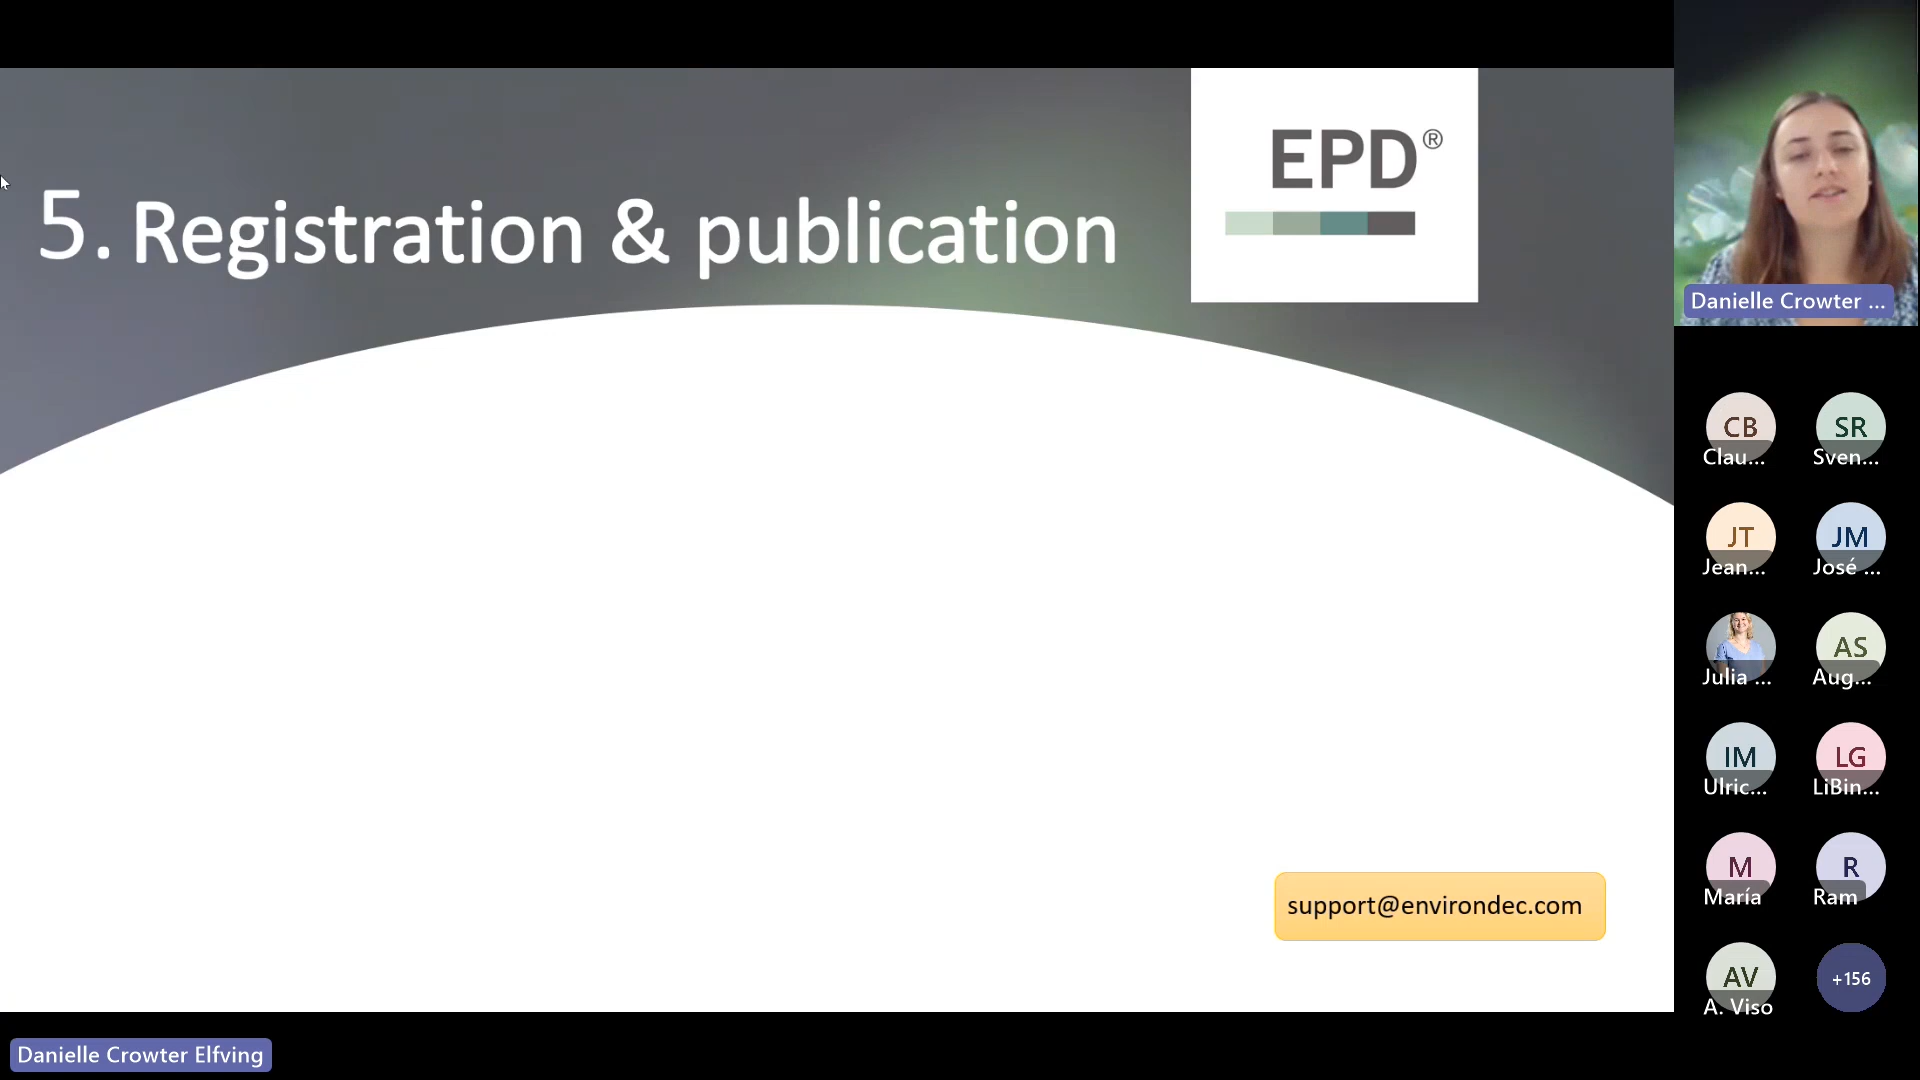 EPD®
5. Registration & publication
support@environdec.com
Danielle Crowter Elfving
Danielle Crowter ...
CB
Clau...
SR
Sven...
JT
Jean...
JM
José ...
Julia ...
AS
Aug...
IM
Ulric...
LG
LiBin...
M
María
R
Ram
AV
A. Viso
+156